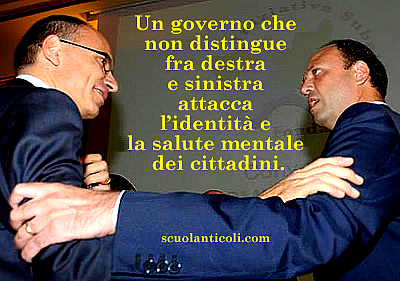 Un governo che
non distingue
fra destra
e sinistra
attacca
l'identità e
la salute mentale
dei cittadini.
scuolanticoli.com